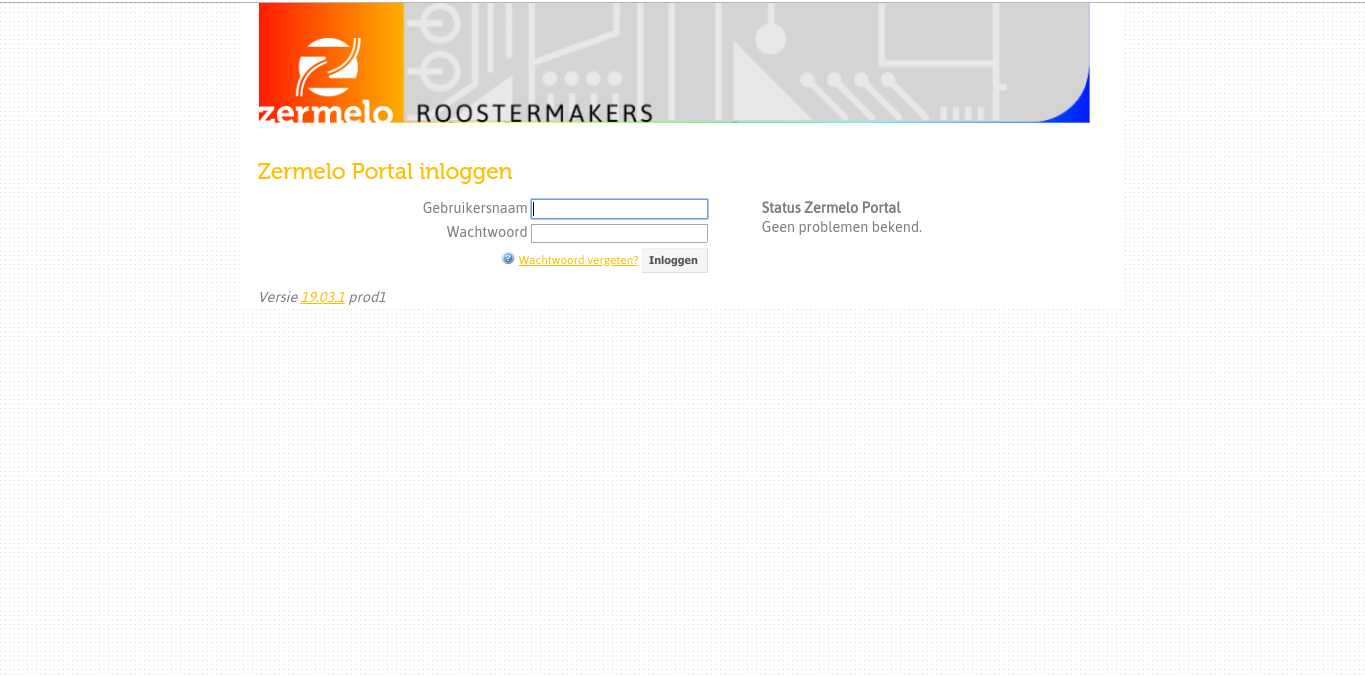 zermelo ROOSTERMAKERS
Zermelo Portal inloggen
Gebruikersnaam
Wachtwoord
Wachtwoord vergeten? Inloggen
Status Zermelo Portal
Geen problemen bekend.
Versie 19.03.1 prod1